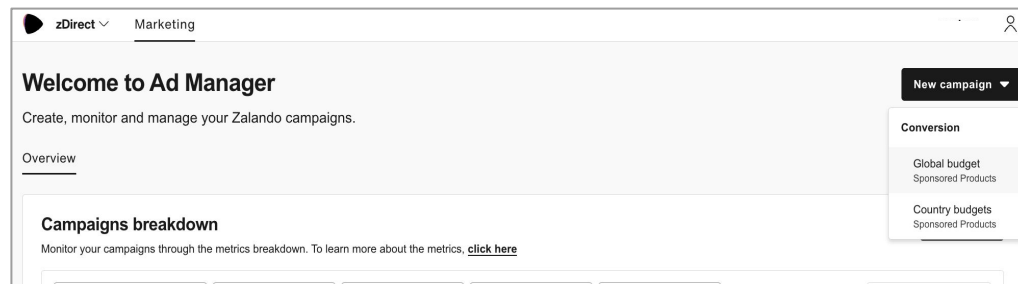 zDirect Marketing
Welcome to Ad Manager
New campaign
Create, monitor and manage your Zalando campaigns.
Conversion
Overview
Global budget
Sponsored Products
Country budgets
Sponsored Products
Campaigns breakdown
Monitor your campaigns through the metrics breakdown. To learn more about the metrics, click here